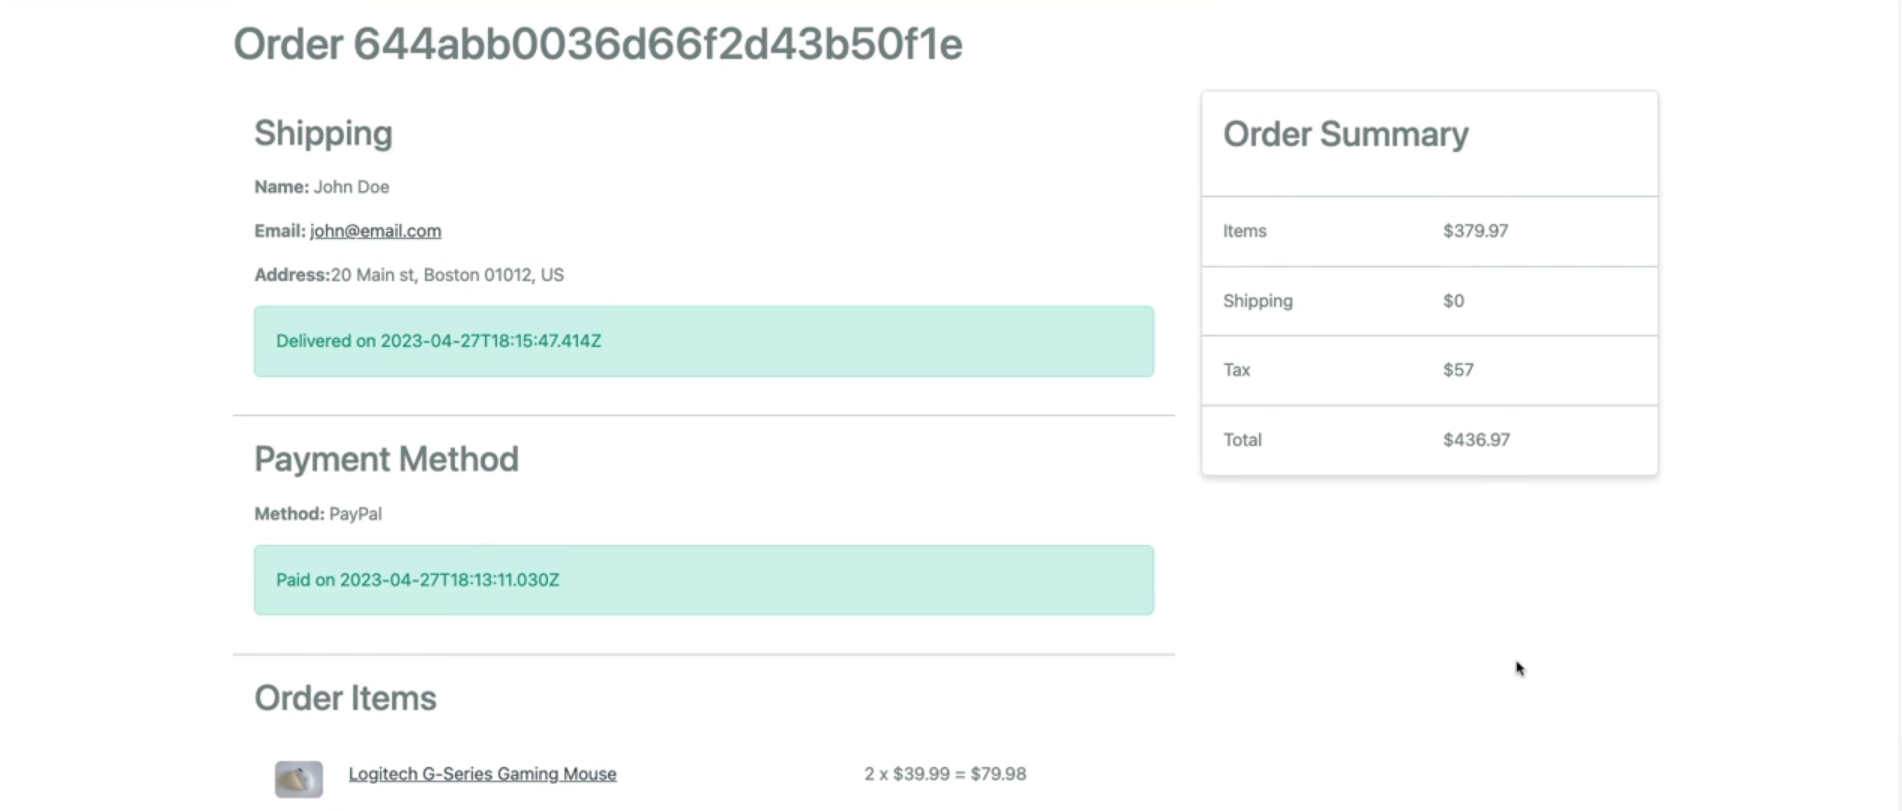 Order 644abb0036d66f2d43b50f1e
Shipping
Name: John Doe
Email: john@email.com
Address:20 Main st, Boston 01012, US
Delivered on 2023-04-27T18:15:47.414Z
Payment Method
Method: PayPal
Paid on 2023-04-27T18:13:11.030Z
Order Items
Logitech G-Series Gaming Mouse 2 x $39.99 = $79.98
Order Summary
Items $379.97
Shipping $0
Tax $57
Total $436.97